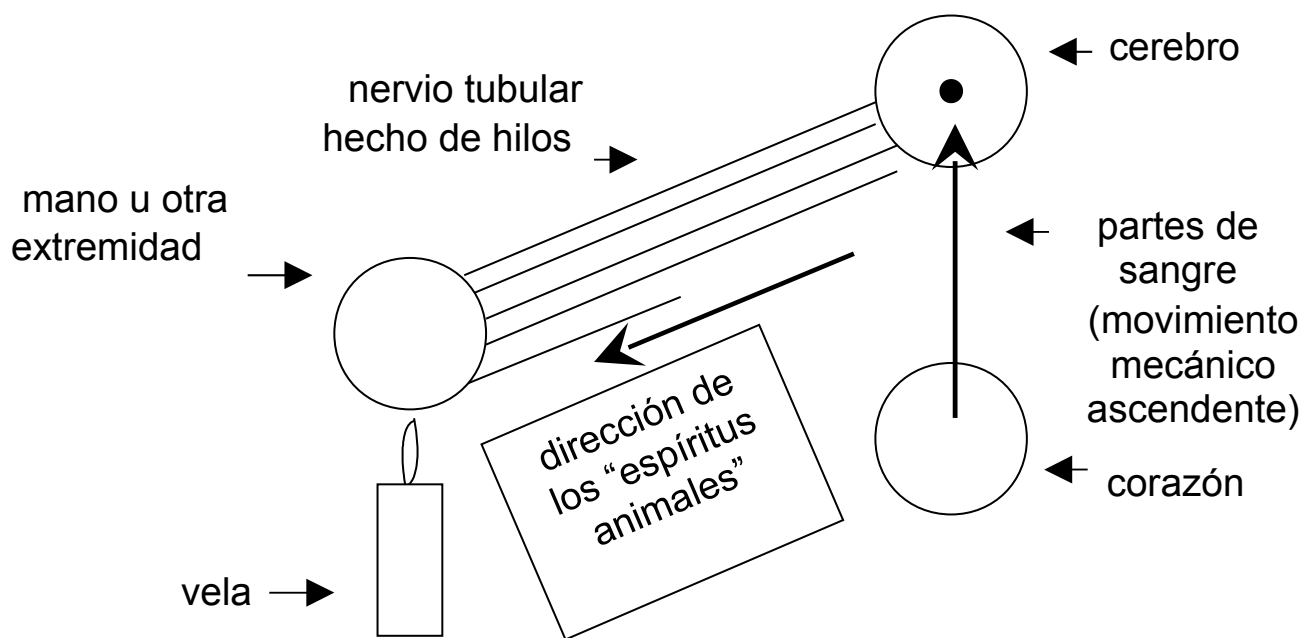 cerebro
nervio tubular
hecho de hilos
mano u otra
extremidad
partes de
sangre
(movimiento
mecánico
ascendente)
dirección de
los “espíritus
animales”
corazón
vela